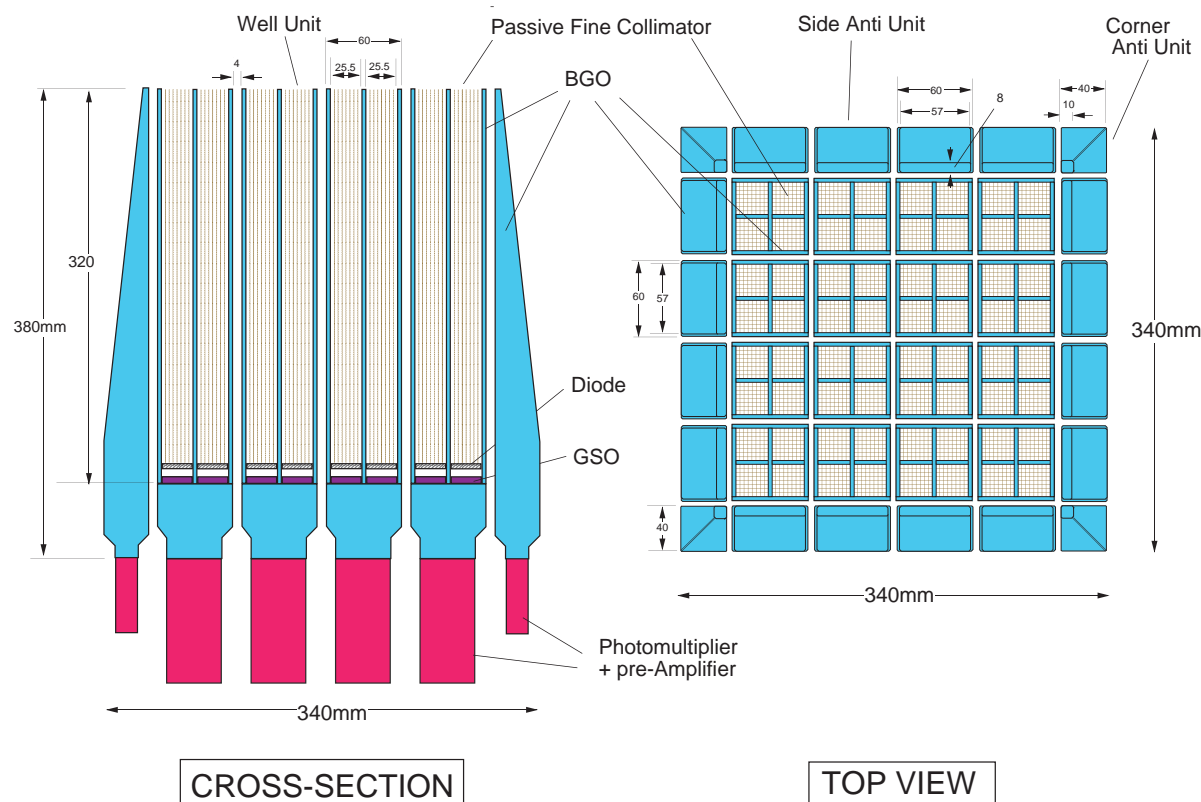 Well Unit
Passive Fine Collimator
Side Anti Unit
Corner
Anti Unit
60
4
25.5
25.5
BGO
60
57
8
40
10
320
380mm
60
57
340mm
Diode
GSO
40
340mm
Photomultiplier
+ pre-Amplifier
340mm
CROSS-SECTION
TOP VIEW